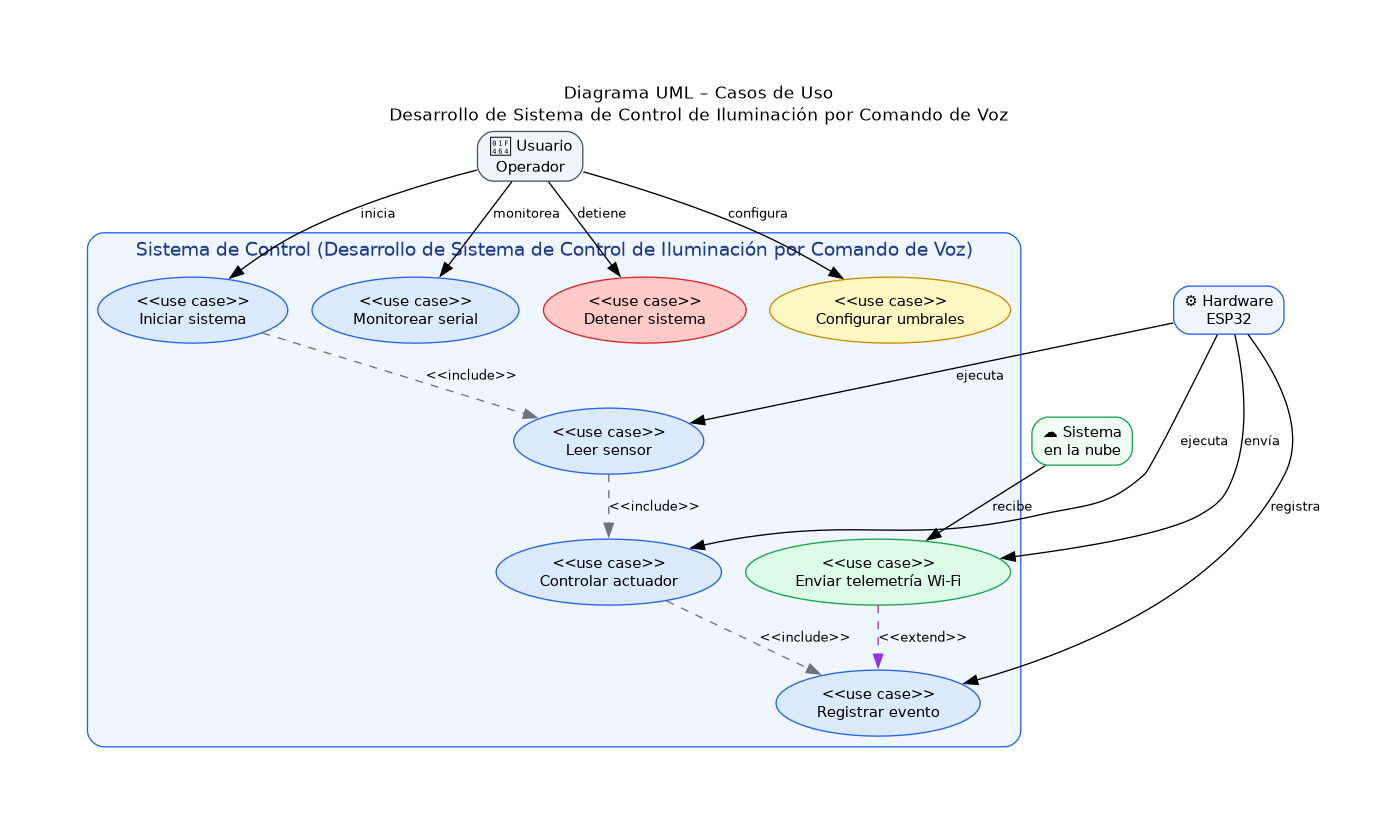 Diagrama UML – Casos de Uso
Desarrollo de Sistema de Control de Iluminación por Comando de Voz
01F464 Usuario
Operador
inicia
monitorea
detiene
configura
Sistema de Control (Desarrollo de Sistema de Control de Iluminación por Comando de Voz)
<<use case>>
Iniciar sistema
<<use case>>
Monitorear serial
<<use case>>
Detener sistema
<<use case>>
Configurar umbrales
⚙ Hardware
ESP32
<<include>>
ejecuta
<<use case>>
Leer sensor
☁ Sistema
en la nube
ejecuta
envía
<<include>>
recibe
registra
<<use case>>
Controlar actuador
<<use case>>
Enviar telemetría Wi-Fi
<<include>>
<<extend>>
<<use case>>
Registrar evento